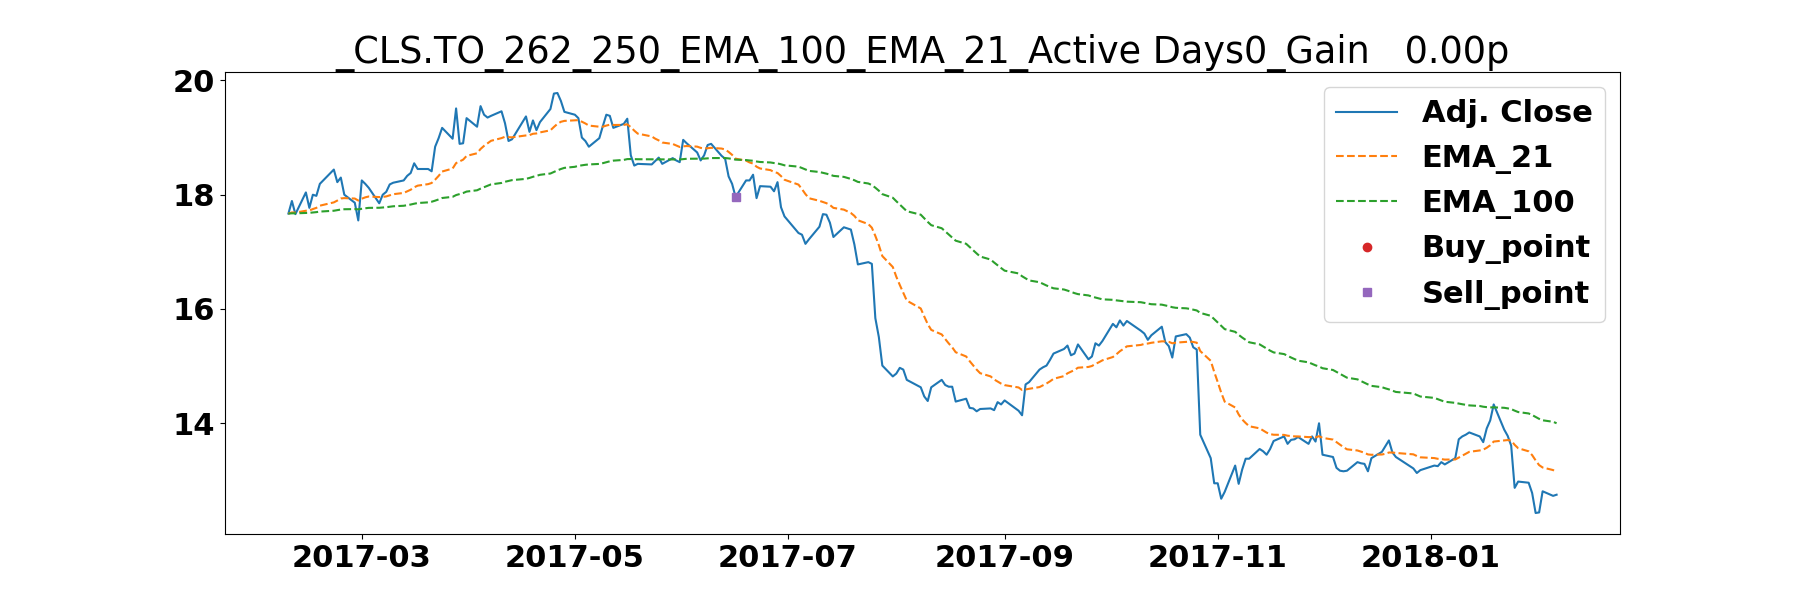 _CLS.TO_262_250_EMA_100_EMA_21_Active Days0_Gain   0.00p
20
18
16
14
Adj. Close
EMA_21
EMA_100
Buy_point
Sell_point
2017-03 2017-05 2017-07 2017-09 2017-11 2018-01